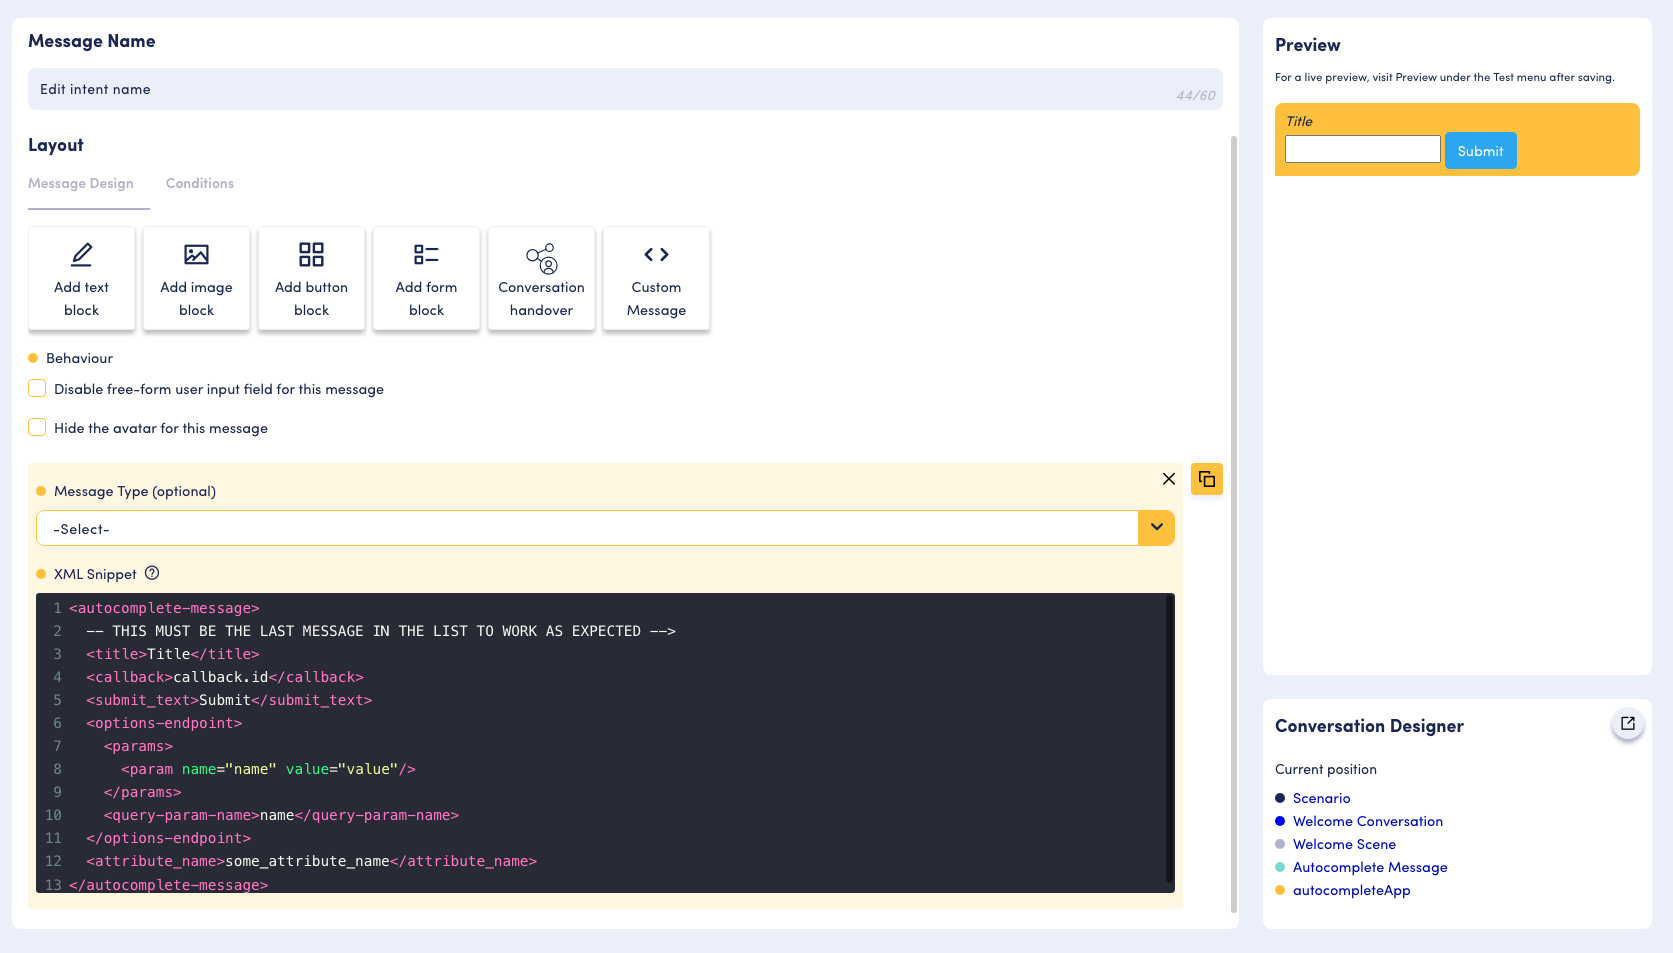 Message Name
Edit intent name
44/60
Layout
Message Design
Conditions
Add text
block
Add image
block
Add button
block
Add form
block
Conversation
handover
Custom
Message
Behaviour
Disable free-form user input field for this message
Hide the avatar for this message
Message Type (optional)
-Select-
XML Snippet
1 <autocomplete-message>
2 -- THIS MUST BE THE LAST MESSAGE IN THE LIST TO WORK AS EXPECTED -->
3 <title>Title</title>
4 <callback>callback.id</callback>
5 <submit_text>Submit</submit_text>
6 <options-endpoint>
7 <params>
8 <param name="name" value="value"/>
9 </params>
10 <query-param-name>name</query-param-name>
11 </options-endpoint>
12 <attribute_name>some_attribute_name</attribute_name>
13 </autocomplete-message>
Preview
For a live preview, visit Preview under the Test menu after saving.
Title
Submit
Conversation Designer
Current position
Scenario
Welcome Conversation
Welcome Scene
Autocomplete Message
autocompleteApp